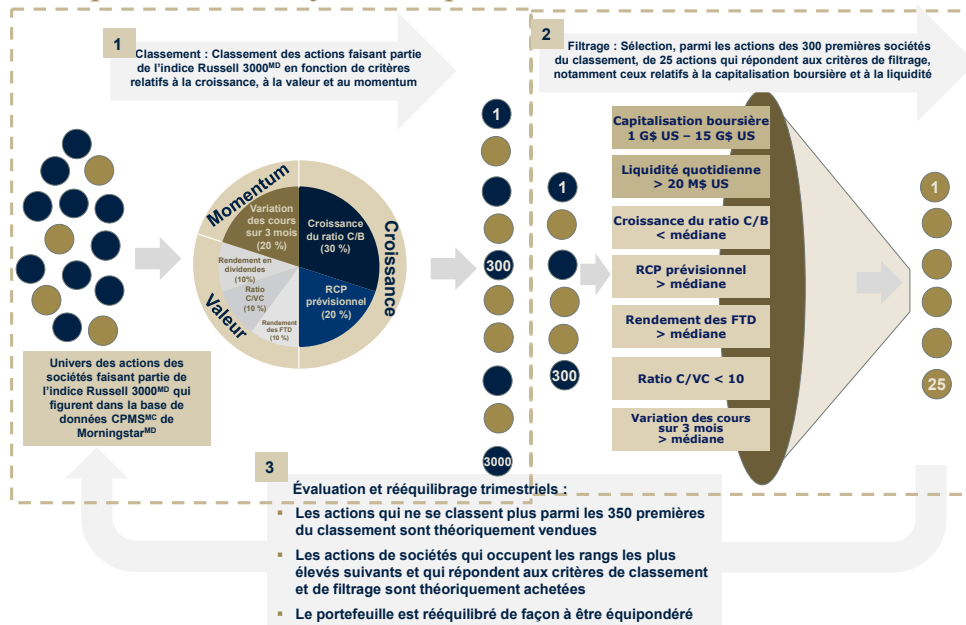 1
Classement : Classement des actions faisant partie
de l'indice Russell 3000MD en fonction de critères
relatifs à la croissance, à la valeur et au momentum
2
Filtrage : Sélection, parmi les actions des 300 premières sociétés
du classement, de 25 actions qui répondent aux critères de filtrage,
notamment ceux relatifs à la capitalisation boursière et à la liquidité
Univers des actions des
sociétés faisant partie de
l'indice Russell 3000MD qui
figurent dans la base de
données CPMSMC de
MorningstarMD
Momentum
Variation
des cours
sur 3 mois
(20 %)
Croissance
Croissance
du ratio C/B
(30 %)
RCP
prévisionnel
(20 %)
Valeur
Rendement en
dividendes
(10%)
Ratio
C/VC
(10 %)
Rendement
des FTD
(10 %)
1
300
3000
1
300
Capitalisation boursière
1 G$ US – 15 G$ US
Liquidité quotidienne
> 20 M$ US
Croissance du ratio C/B
< médiane
RCP prévisionnel
> médiane
Rendement des FTD
> médiane
Ratio C/VC < 10
Variation des cours
sur 3 mois
> médiane
1
25
3
Évaluation et rééquilibrage trimestriels :
▪ Les actions qui ne se classent plus parmi les 350 premières
du classement sont théoriquement vendues
▪ Les actions de sociétés qui occupent les rangs les plus
élevés suivants et qui répondent aux critères de classement
et de filtrage sont théoriquement achetées
▪ Le portefeuille est rééquilibré de façon à être équipondéré